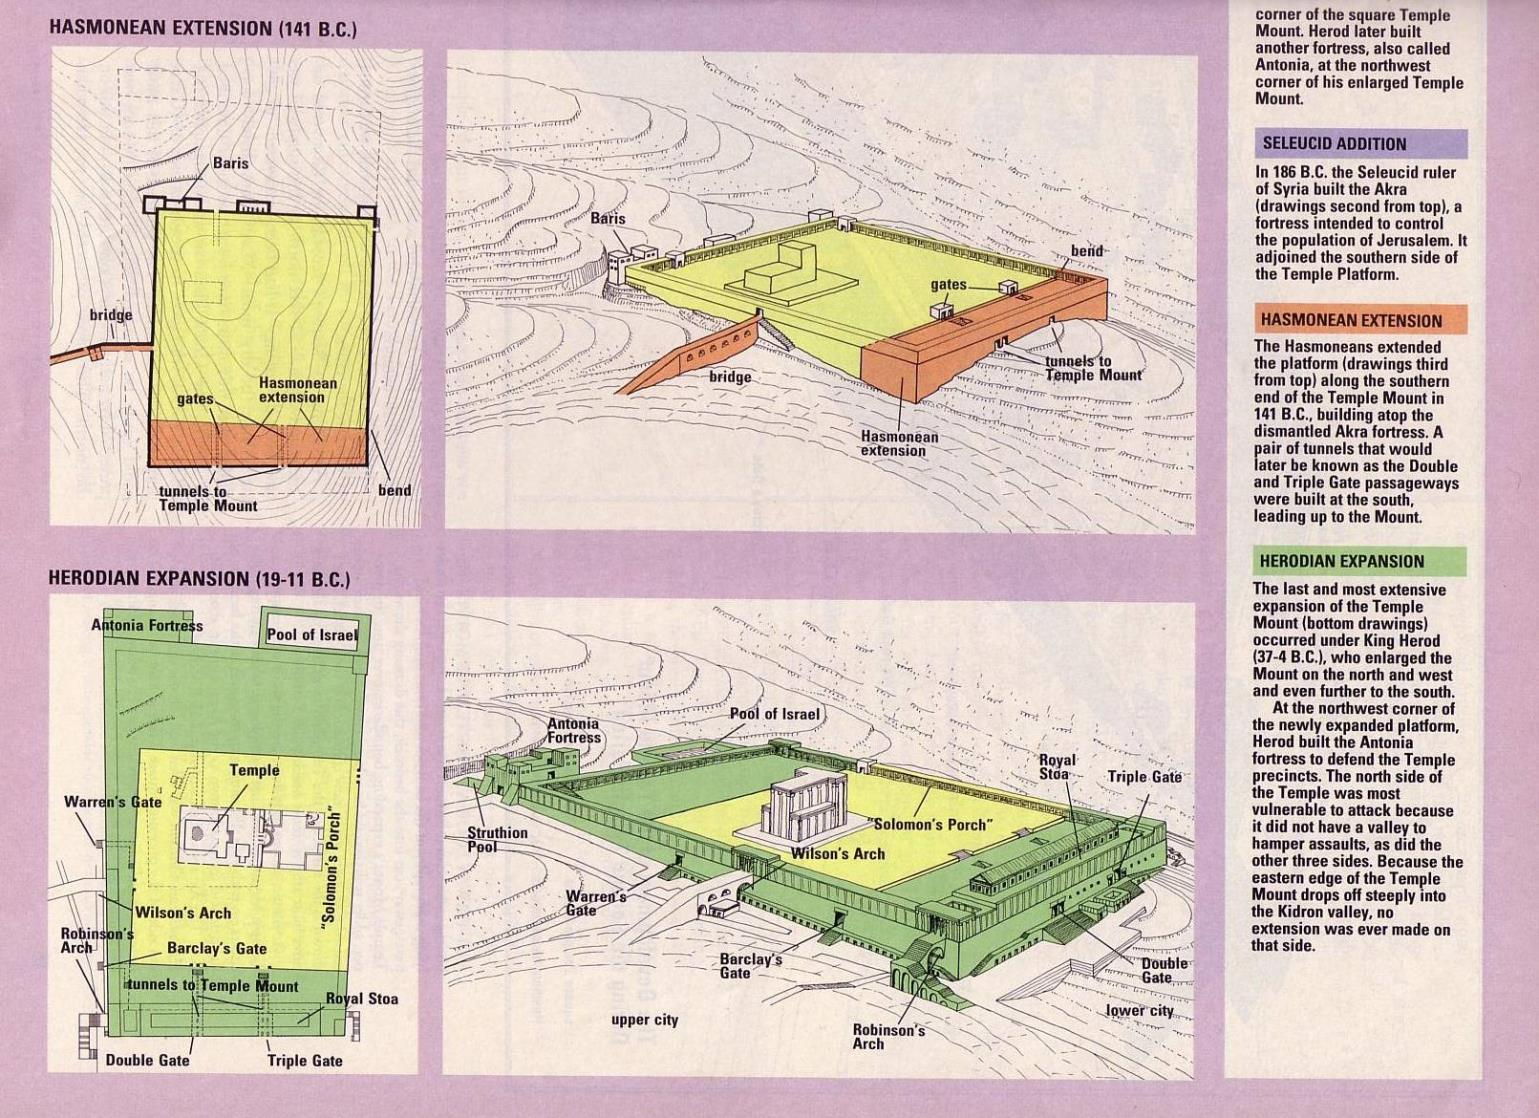 HASMONEAN EXTENSION (141 B.C.)
Baris
bridge
Hasmonean
extension
gates
tunnels to
Temple Mount
bend
Baris
bend
gates
tunnels to
Temple Mount
bridge
Hasmonean
extension
HERODIAN EXPANSION (19-11 B.C.)
Antonia Fortress
Pool of Israel
Temple
Warren's Gate
"Solomon's Porch"
Wilson's Arch
Robinson's
Arch
Barclay's Gate
tunnels to Temple Mount
Royal Stoa
Double Gate
Triple Gate
Antonia
Fortress
Pool of Israel
Royal
Stoa
Triple Gate
Struthion
Pool
"Solomon's Porch"
Wilson's Arch
Warren's
Gate
Barclay's
Gate
Double
Gate
upper city
lower city
Robinson's
Arch
corner of the square Temple
Mount. Herod later built
another fortress, also called
Antonia, at the northwest
corner of his enlarged Temple
Mount.
SELEUCID ADDITION
In 186 B.C. the Seleucid ruler
of Syria built the Akra
(drawings second from top), a
fortress intended to control
the population of Jerusalem. It
adjoined the southern side of
the Temple Platform.
HASMONEAN EXTENSION
The Hasmoneans extended
the platform (drawings third
from top) along the southern
end of the Temple Mount in
141 B.C., building atop the
dismantled Akra fortress. A
pair of tunnels that would
later be known as the Double
and Triple Gate passageways
were built at the south,
leading up to the Mount.
HERODIAN EXPANSION
The last and most extensive
expansion of the Temple
Mount (bottom drawings)
occurred under King Herod
(37-4 B.C.), who enlarged the
Mount on the north and west
and even further to the south.
At the northwest corner of
the newly expanded platform,
Herod built the Antonia
fortress to defend the Temple
precincts. The north side of
the Temple was most
vulnerable to attack because
it did not have a valley to
hamper assaults, as did the
other three sides. Because the
eastern edge of the Temple
Mount drops off steeply into
the Kidron valley, no
extension was ever made on
that side.